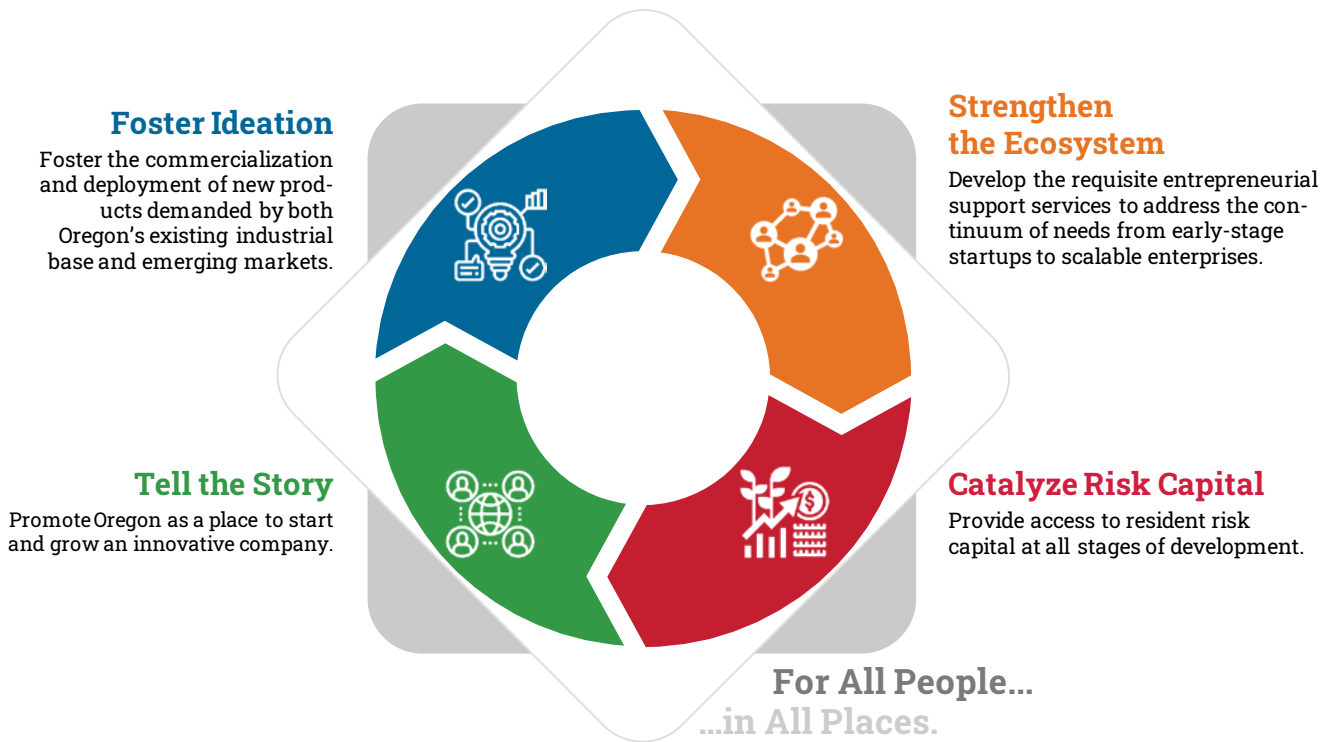 Foster Ideation
Foster the commercialization
and deployment of new prod-
ucts demanded by both
Oregon's existing industrial
base and emerging markets.
Strengthen
the Ecosystem
Develop the requisite entrepreneurial
support services to address the con-
tinuum of needs from early-stage
startups to scalable enterprises.
Tell the Story
Promote Oregon as a place to start
and grow an innovative company.
Catalyze Risk Capital
Provide access to resident risk
capital at all stages of development.
$
For All People...
...in All Places.